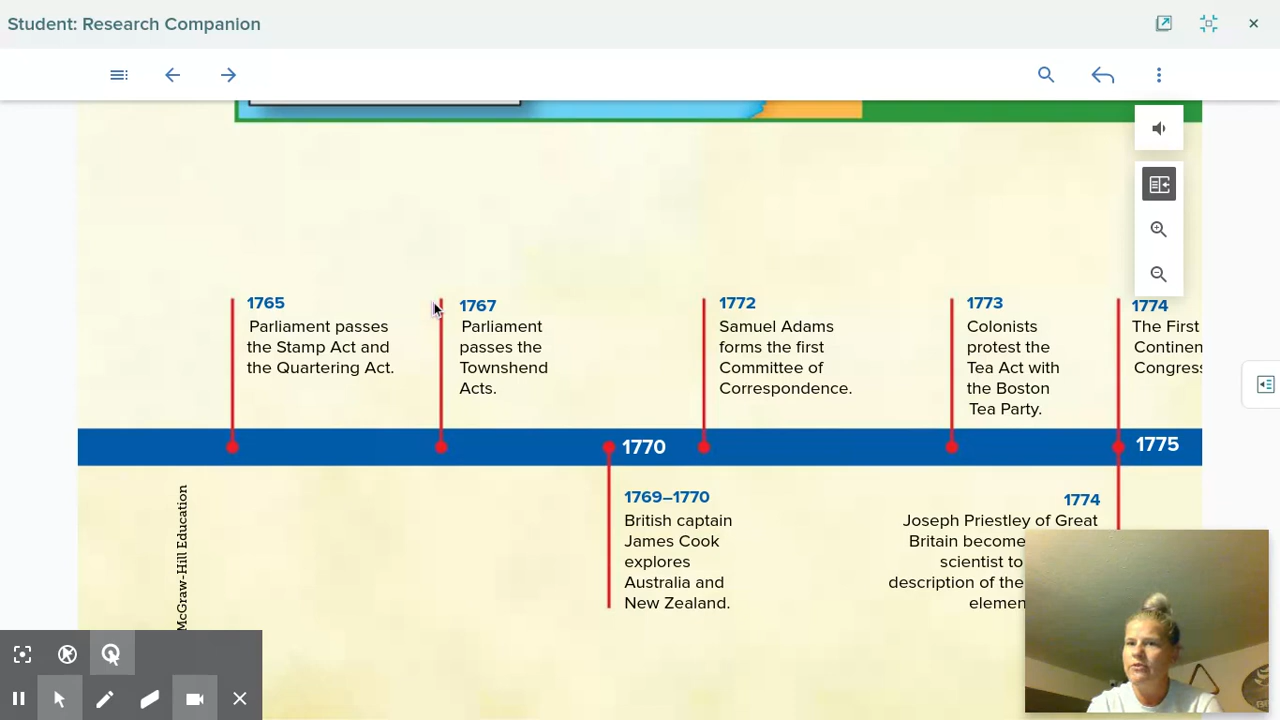 Student: Research Companion
1765
Parliament passes
the Stamp Act and
the Quartering Act.
1767
Parliament
passes the
Townshend
Acts.
1772
Samuel Adams
forms the first
Committee of
Correspondence.
1773
Colonists
protest the
Tea Act with
the Boston
Tea Party.
1774
The First
Continen
Congress
1770
1775
1769–1770
British captain
James Cook
explores
Australia and
New Zealand.
1774
Joseph Priestley of Great
Britain become
scientist to
description of the
elemen
McGraw-Hill Education